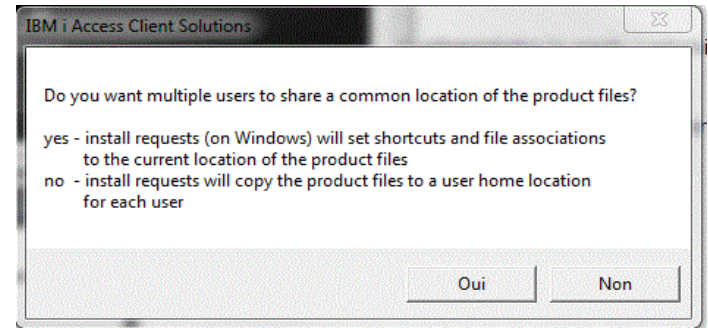 IBM i Access Client Solutions
Do you want multiple users to share a common location of the product files?
yes - install requests (on Windows) will set shortcuts and file associations
to the current location of the product files
no - install requests will copy the product files to a user home location
for each user
Oui
Non